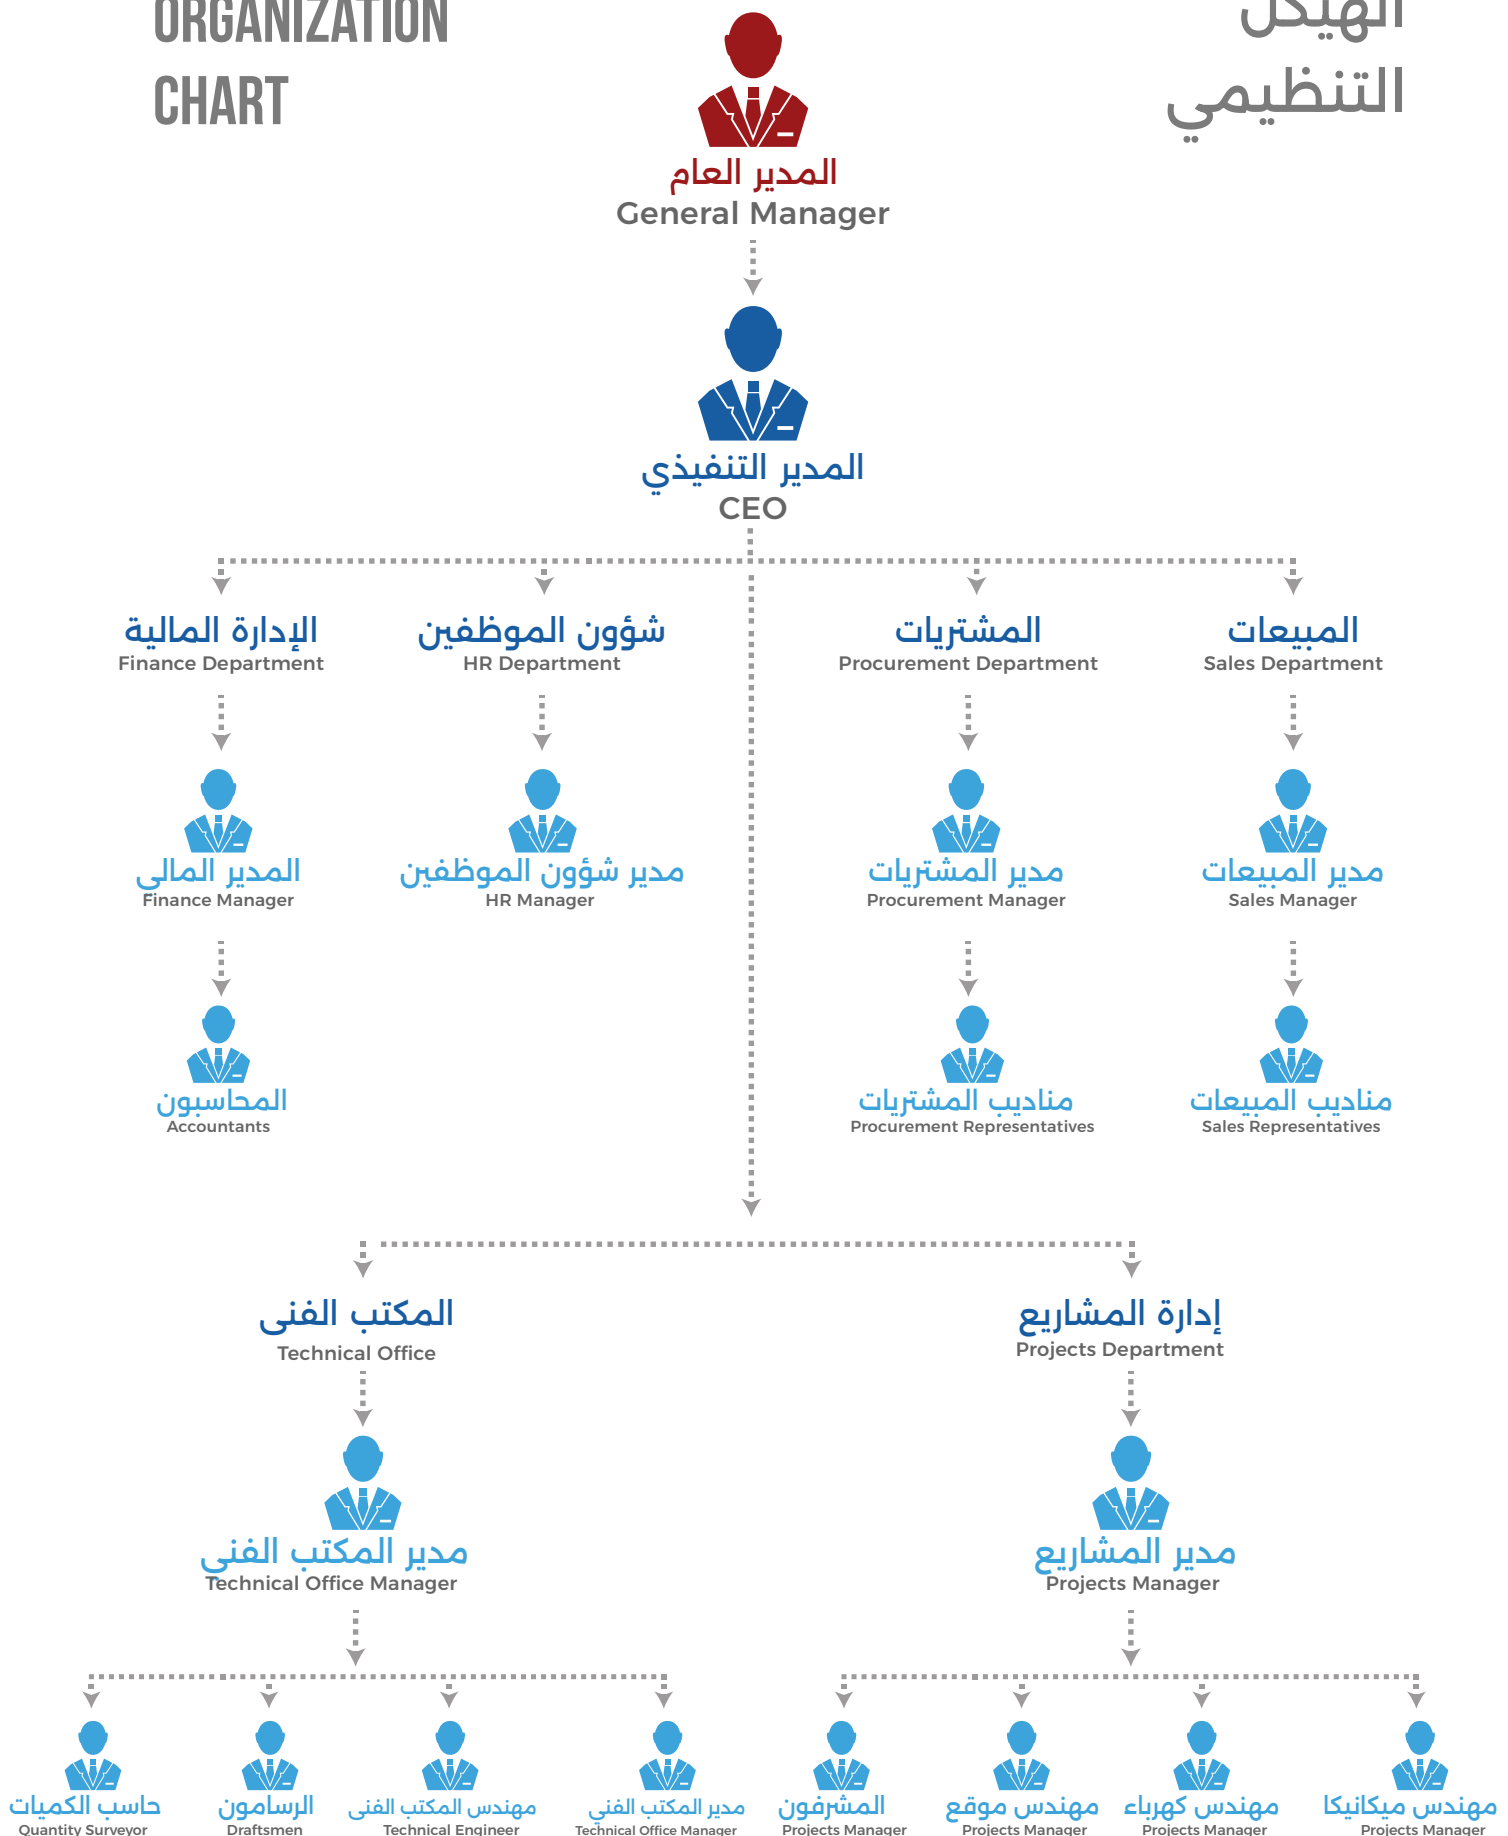 ORGANIZATION
CHART
الهيكل
التنظيمي
المدير العام
General Manager
المدير التنفيذي
CEO
الإدارة المالية
Finance Department
شؤون الموظفين
HR Department
المشتريات
Procurement Department
المبيعات
Sales Department
المدير المالى
Finance Manager
مدير شؤون الموظفين
HR Manager
مدير المشتريات
Procurement Manager
مدير المبيعات
Sales Manager
المحاسبون
Accountants
مناديب المشتريات
Procurement Representatives
مناديب المبيعات
Sales Representatives
المكتب الفنى
Technical Office
إدارة المشاريع
Projects Department
مدير المكتب الفنى
Technical Office Manager
مدير المشاريع
Projects Manager
حاسب الكميات
Quantity Surveyor
الرسامون
Draftsmen
مهندس المكتب الفنى
Technical Engineer
مدير المكتب الفني
Technical Office Manager
المشرفون
Projects Manager
مهندس موقع
Projects Manager
مهندس كهرباء
Projects Manager
مهندس ميكانيكا
Projects Manager